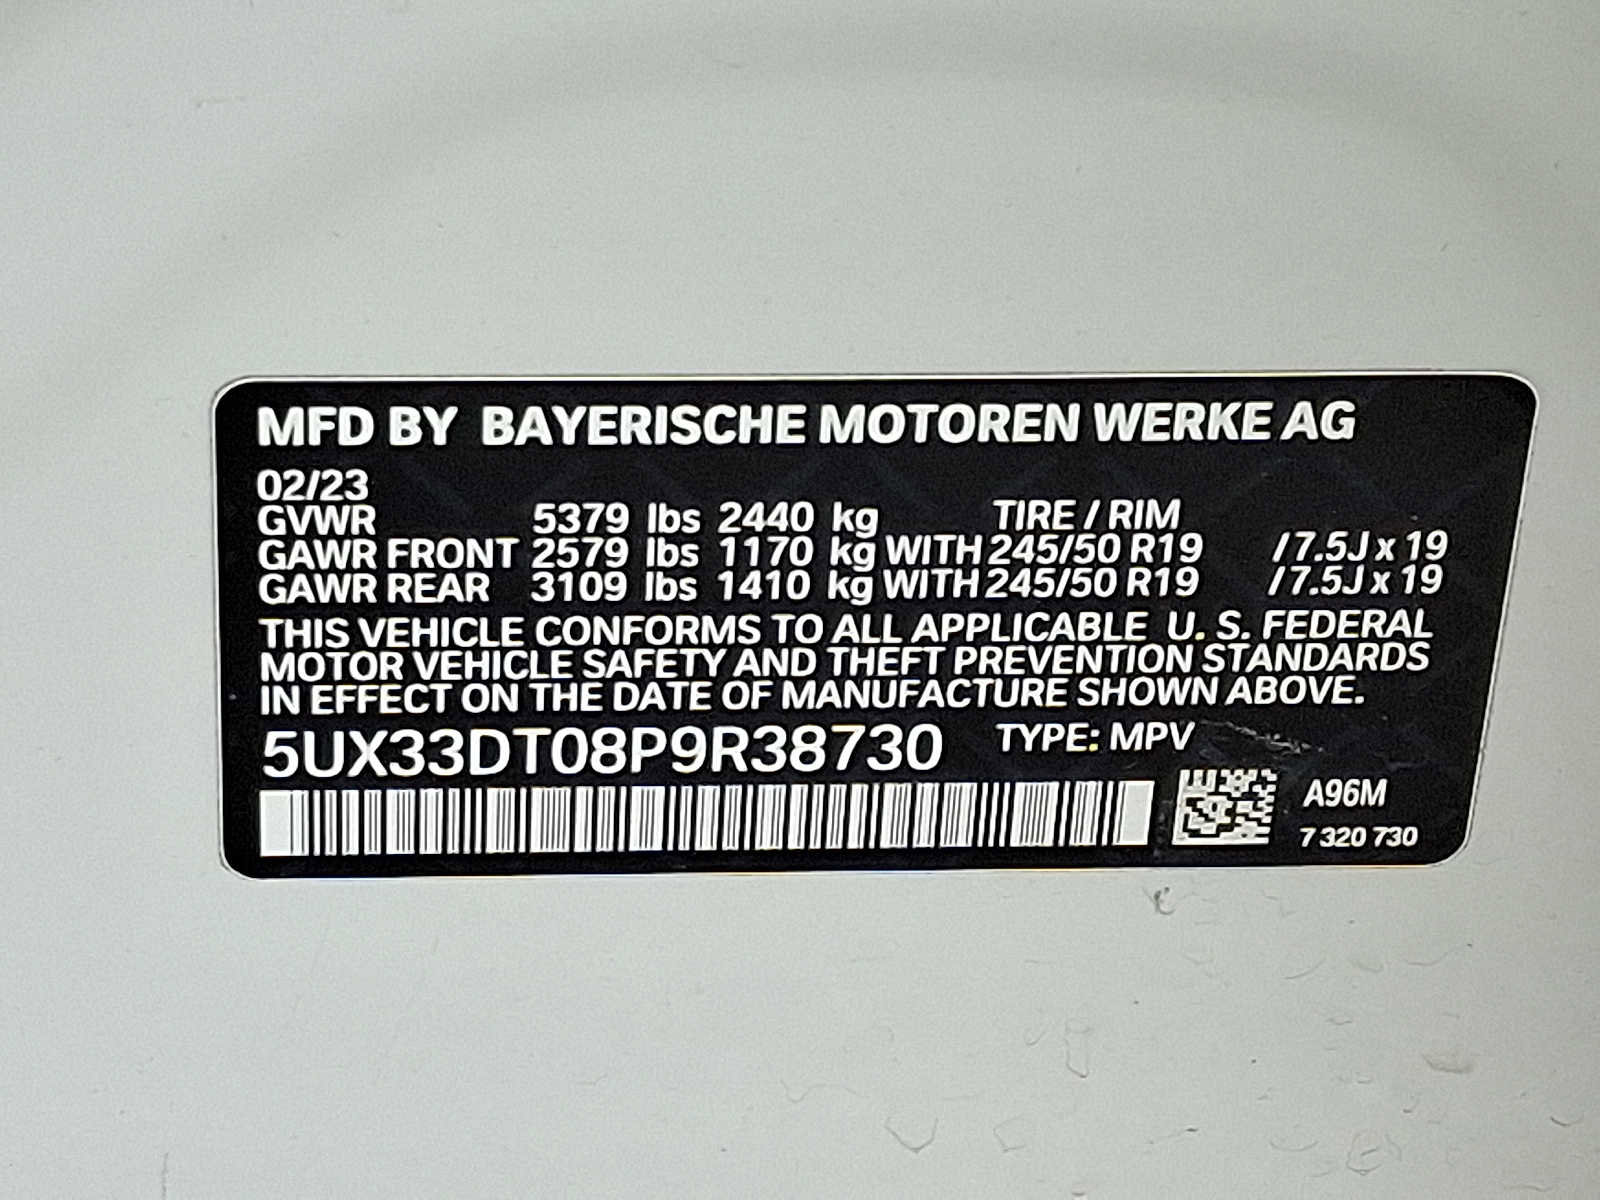 MFD BY BAYERISCHE MOTOREN WERKE AG
02/23
GVWR 5379 lbs 2440 kg TIRE / RIM
GAWR FRONT 2579 lbs 1170 kg WITH 245/50 R19 / 7.5J x 19
GAWR REAR 3109 lbs 1410 kg WITH 245/50 R19 / 7.5J x 19
THIS VEHICLE CONFORMS TO ALL APPLICABLE U. S. FEDERAL
MOTOR VEHICLE SAFETY AND THEFT PREVENTION STANDARDS
IN EFFECT ON THE DATE OF MANUFACTURE SHOWN ABOVE.
5UX33DT08P9R38730 TYPE: MPV
A96M
7 320 730